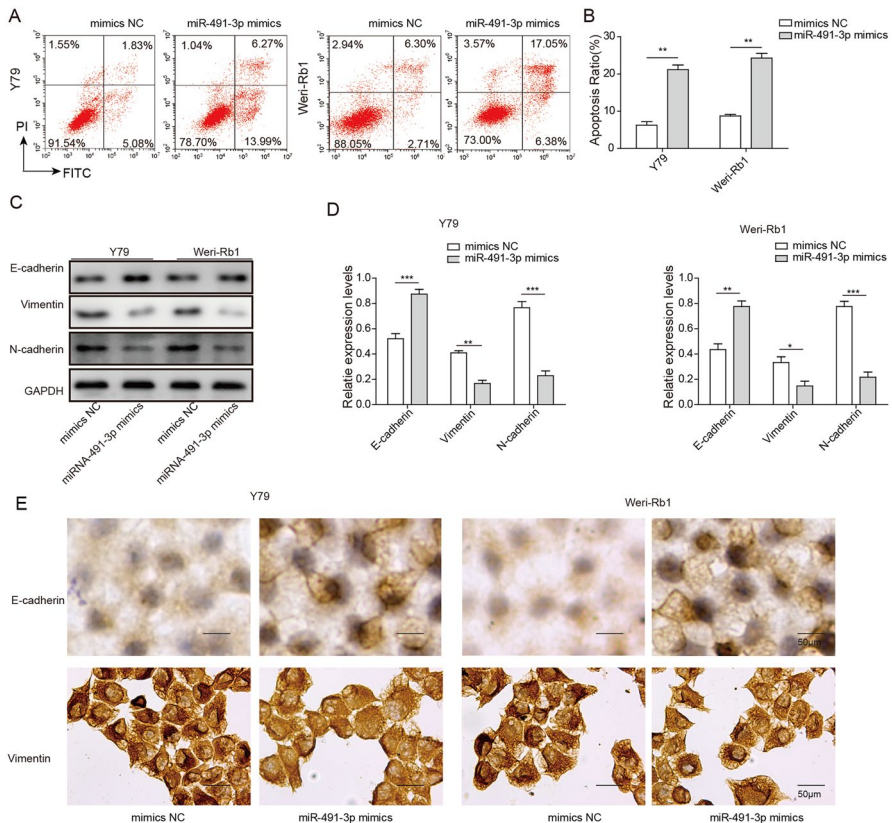 A
mimics NC
miR-491-3p mimics
mimics NC
miR-491-3p mimics
Y79
1.55%
1.83%
91.54%
5.08%
1.04%
6.27%
78.70%
13.99%
Weri-Rb1
2.94%
6.30%
88.05%
2.71%
3.57%
17.05%
73.00%
6.38%
PI
FITC
B
mimics NC
miR-491-3p mimics
Apoptosis Ratio(%)
40
30
20
10
0
**
**
Y79
Weri-Rb1
C
Y79
Weri-Rb1
E-cadherin
Vimentin
N-cadherin
GAPDH
mimics NC
miRNA-491-3p mimics
mimics NC
miRNA-491-3p mimics
D
Y79
mimics NC
miR-491-3p mimics
Relatie expression levels
1.0
0.8
0.6
0.4
0.2
0.0
***
**
***
E-cadherin
Vimentin
N-cadherin
Weri-Rb1
mimics NC
miR-491-3p mimics
Relatie expression levels
1.0
0.8
0.6
0.4
0.2
0.0
**
*
***
E-cadherin
Vimentin
N-cadherin
E
Y79
Weri-Rb1
E-cadherin
50μm
Vimentin
50μm
mimics NC
miR-491-3p mimics
mimics NC
miR-491-3p mimics